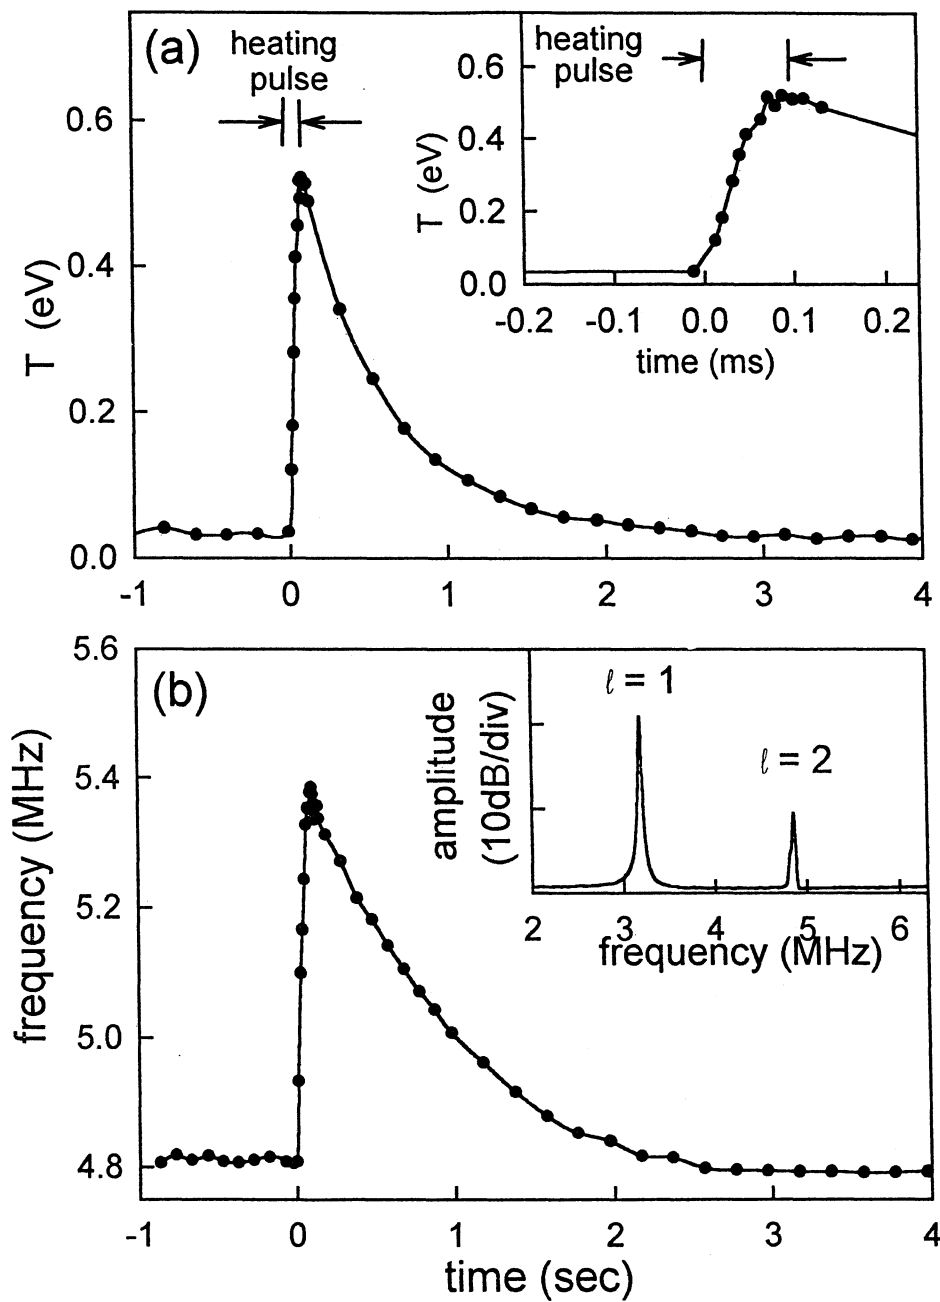 (a)
heating
pulse
0.6
0.4
0.2
0.0
T (eV)
-1
0
1
2
3
4
heating
pulse
0.6
0.4
0.2
0.0
T (eV)
-0.2
-0.1
0.0
0.1
0.2
time (ms)
(b)
5.6
5.4
5.2
5.0
4.8
frequency (MHz)
-1
0
1
2
3
4
time (sec)
ℓ = 1
ℓ = 2
amplitude
(10dB/div)
2
3
4
5
6
frequency (MHz)